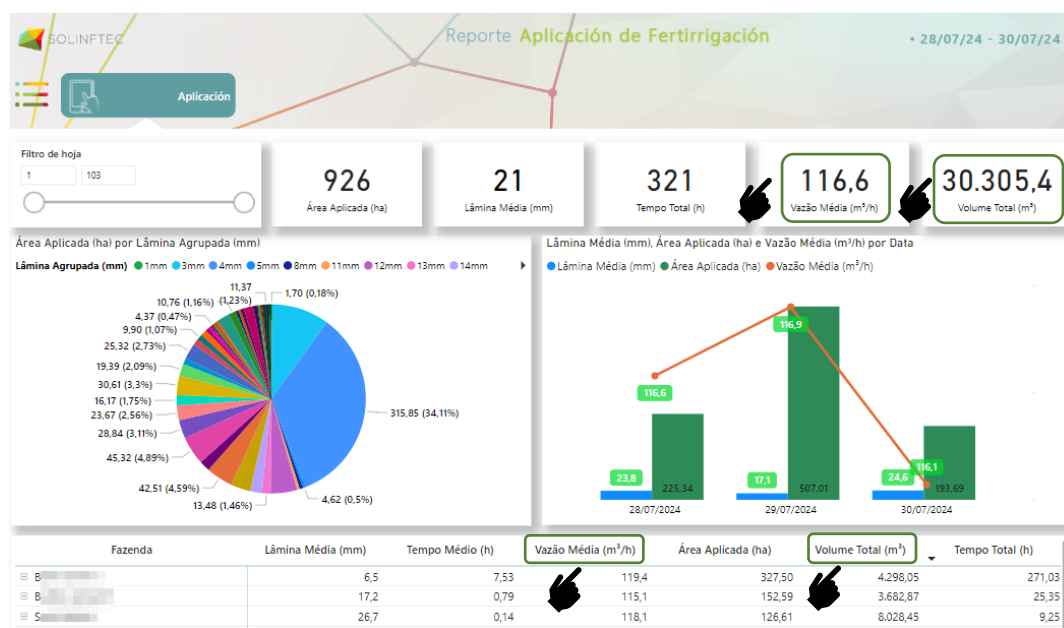 SOLINFTEC
Reporte Aplicación de Fertirrigación
• 28/07/24 - 30/07/24
Aplicación
Filtro de hoja
1 103
926
Área Aplicada (ha)
21
Lâmina Média (mm)
321
Tempo Total (h)
116,6
Vazão Média (m³/h)
30.305,4
Volume Total (m³)
Área Aplicada (ha) por Lâmina Agrupada (mm)
Lâmina Agrupada (mm) 1mm 3mm 4mm 5mm 8mm 11mm 12mm 13mm 14mm
11,37
(1,23%)
1,70 (0,18%)
10,76 (1,16%)
4,37 (0,47%)
9,90 (1,07%)
25,32 (2,73%)
19,39 (2,09%)
30,61 (3,3%)
16,17 (1,75%)
23,67 (2,56%)
28,84 (3,11%)
45,32 (4,89%)
42,51 (4,59%)
13,48 (1,46%)
4,62 (0,5%)
315,85 (34,11%)
Lâmina Média (mm), Área Aplicada (ha) e Vazão Média (m³/h) por Data
Lâmina Média (mm) Área Aplicada (ha) Vazão Média (m³/h)
116,6
116,9
116,1
23,8
225,34
17,1
507,01
24,6
193,69
28/07/2024
29/07/2024
30/07/2024
Fazenda Lâmina Média (mm) Tempo Médio (h) Vazão Média (m³/h) Área Aplicada (ha) Volume Total (m³) Tempo Total (h)
B 6,5 7,53 119,4 327,50 4.298,05 271,03
B 17,2 0,79 115,1 152,59 3.682,87 25,35
S 26,7 0,14 118,1 126,61 8.028,45 9,25